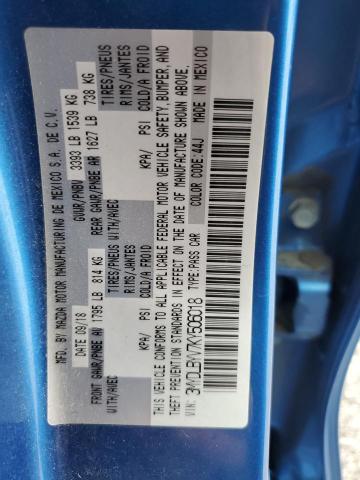 MFD. BY MAZDA MOTOR MANUFACTURING DE MEXICO S.A. DE C.V.
DATE 09/18 GVWR/PNBV 3393 LB 1539 KG
FRONT GAWR/PNBE AV 1795 LB 814 KG REAR GAWR/PNBE AR 1627 LB 738 KG
WITH/AVEC TIRES/PNEUS WITH/AVEC TIRES/PNEUS
RIMS/JANTES RIMS/JANTES
KPA/ PSI COLD/A FROID KPA/ PSI COLD/A FROID
THIS VEHICLE CONFORMS TO ALL APPLICABLE FEDERAL MOTOR VEHICLE SAFETY, BUMPER, AND
THEFT PREVENTION STANDARDS IN EFFECT ON THE DATE OF MANUFACTURE SHOWN ABOVE.
VIN: 3MYDLBYV7KY506018 TYPE: PASS CAR COLOR CODE: 44J MADE IN MEXICO